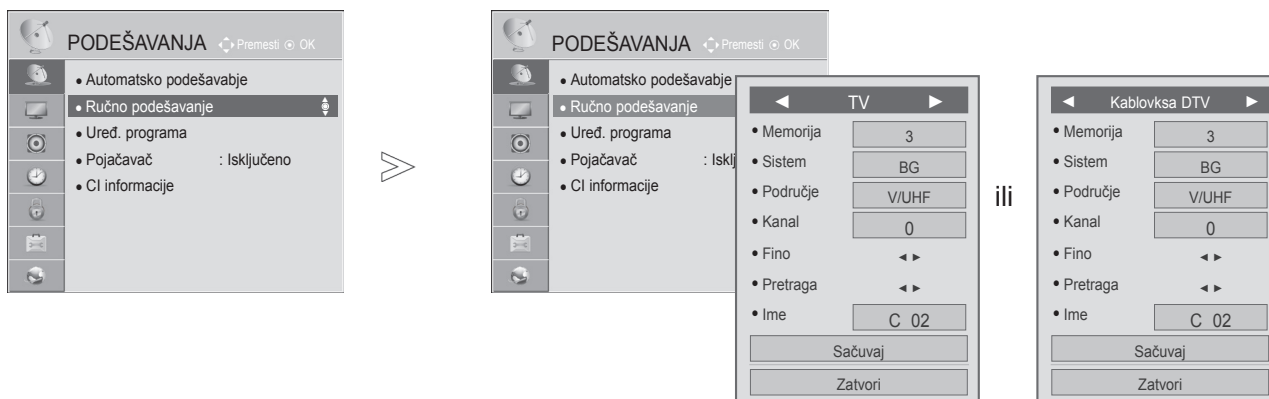 PODEŠAVANJA Premesti OK
• Automatsko podešavabje
• Ručno podešavanje
• Uređ. programa
• Pojačavač : Isključeno
• CI informacije
PODEŠAVANJA Premesti OK
• Automatsko podešavabje
• Ručno podešavanje
• Uređ. programa
• Pojačavač : Isklj
• CI informacije
◄ TV ►
• Memorija 3
• Sistem BG
• Područje V/UHF
• Kanal 0
• Fino ◄ ►
• Pretraga ◄ ►
• Ime C 02
Sačuvaj
Zatvori
ili
◄ Kablovksa DTV ►
• Memorija 3
• Sistem BG
• Područje V/UHF
• Kanal 0
• Fino ◄ ►
• Pretraga ◄ ►
• Ime C 02
Sačuvaj
Zatvori